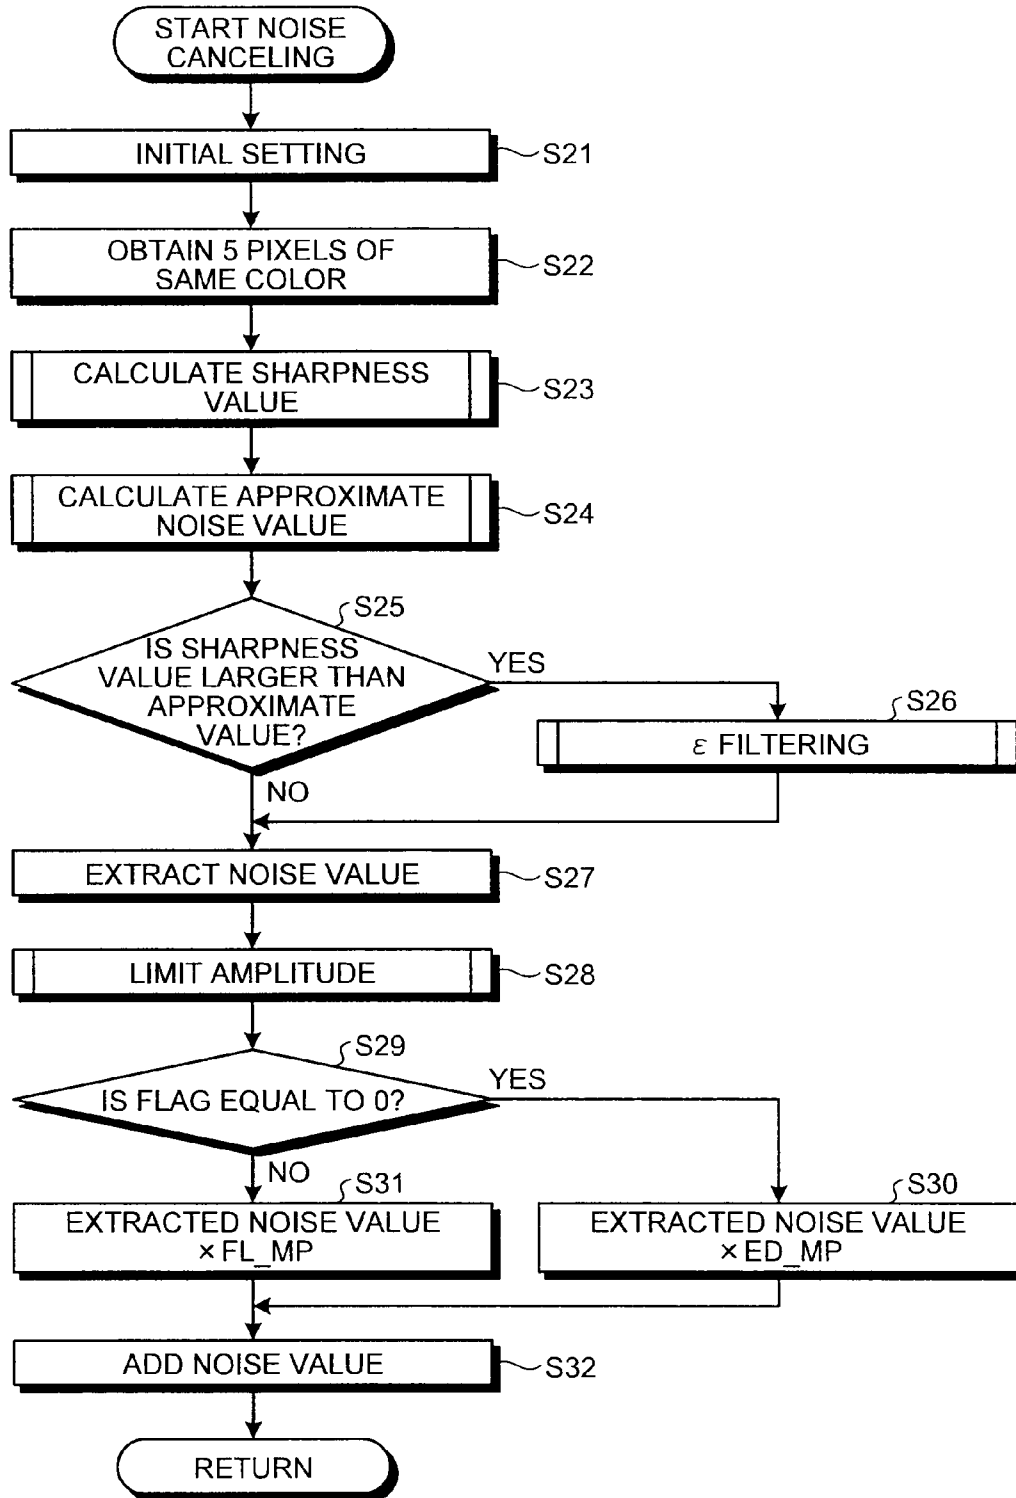 START NOISE
CANCELING
INITIAL SETTING
S21
OBTAIN 5 PIXELS OF
SAME COLOR
S22
CALCULATE SHARPNESS
VALUE
S23
CALCULATE APPROXIMATE
NOISE VALUE
S24
S25
IS SHARPNESS
VALUE LARGER THAN
APPROXIMATE
VALUE?
YES
NO
S26
ε FILTERING
EXTRACT NOISE VALUE
S27
LIMIT AMPLITUDE
S28
S29
IS FLAG EQUAL TO 0?
YES
NO
S31
EXTRACTED NOISE VALUE
× FL_MP
S30
EXTRACTED NOISE VALUE
× ED_MP
ADD NOISE VALUE
S32
RETURN